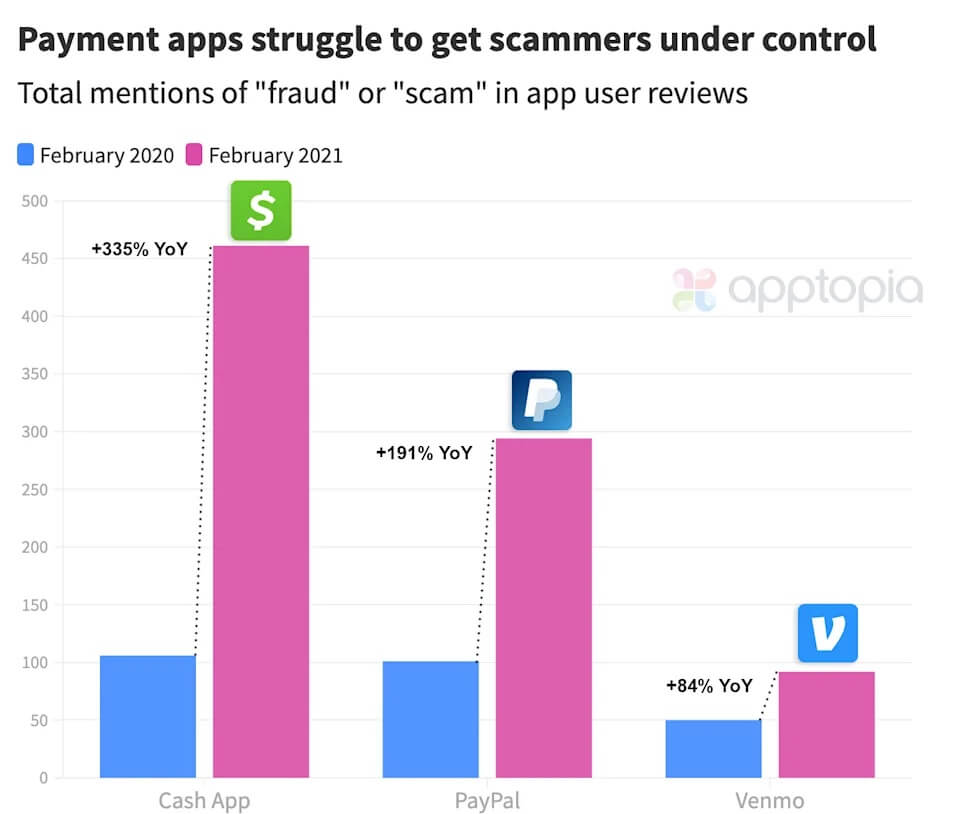 Payment apps struggle to get scammers under control
Total mentions of "fraud" or "scam" in app user reviews
February 2020 February 2021
500
$
+335% YoY
450
apptopia
400
350
P
300
+191% YoY
250
200
150
V
100
+84% YoY
50
0
Cash App PayPal Venmo